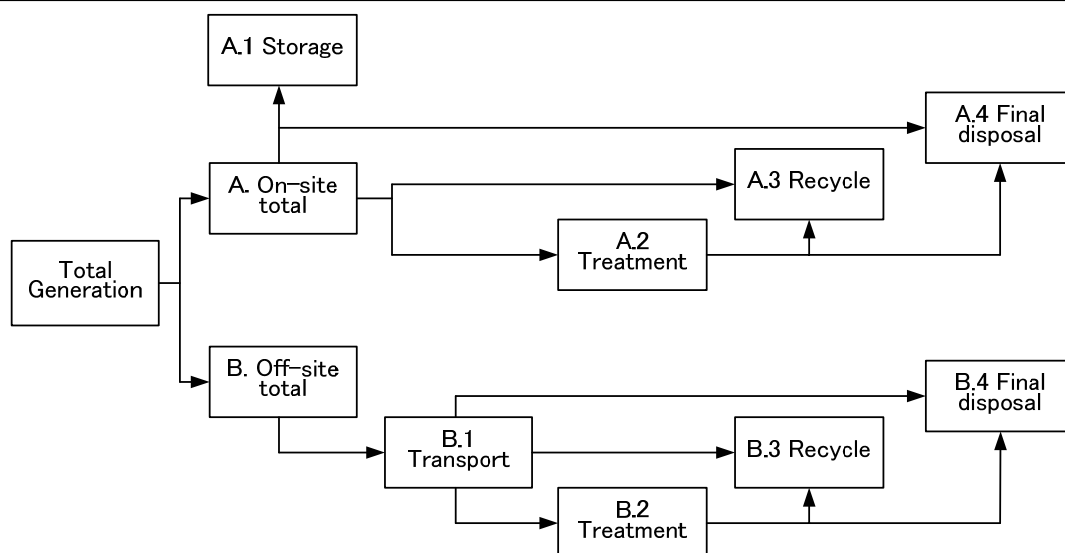 A.1 Storage
A.4 Final
disposal
A. On-site
total
A.3 Recycle
A.2
Treatment
Total
Generation
B. Off-site
total
B.4 Final
disposal
B.1
Transport
B.3 Recycle
B.2
Treatment